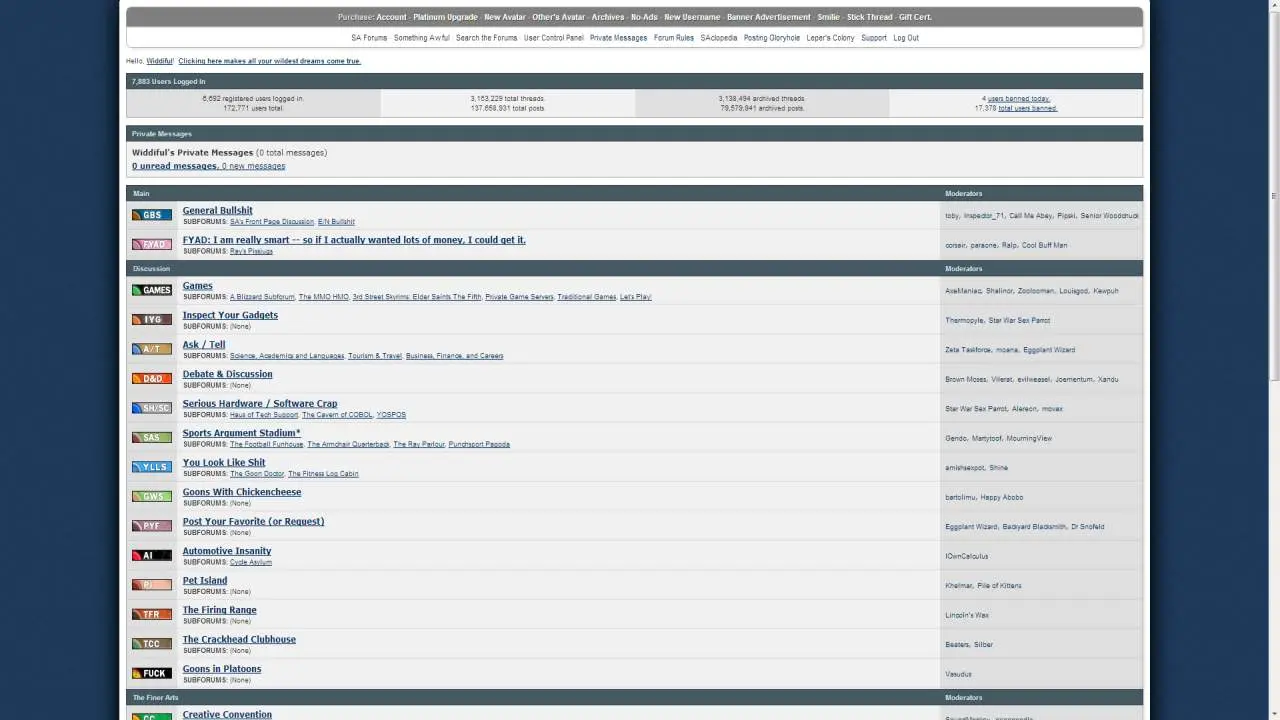 Purchase: Account - Platinum Upgrade - New Avatar - Other's Avatar - Archives - No-Ads - New Username - Banner Advertisement - Smilie - Stick Thread - Gift Cert.
SA Forums Something Awful Search the Forums User Control Panel Private Messages Forum Rules SAclopedia Posting Gloryhole Leper's Colony Support Log Out
Hello, Widdiful! Clicking here makes all your wildest dreams come true.
7,883 Users Logged In
6,692 registered users logged in. 3,163,229 total threads. 3,138,494 archived threads. 4 users banned today.
172,771 users total. 137,658,931 total posts. 79,579,941 archived posts. 17,378 total users banned.
Private Messages
Widdiful's Private Messages (0 total messages)
0 unread messages, 0 new messages
Main Moderators
GBS General Bullshit
SUBFORUMS: SA's Front Page Discussion, E/N Bullshit toby, Inspector_71, Call Me Abey, Pipski, Senior Woodchuck
FYAD FYAD: I am really smart -- so if I actually wanted lots of money, I could get it.
SUBFORUMS: Ray's Pissiugs corsair, paraone, Ralp, Cool Buff Man
Discussion Moderators
GAMES Games
SUBFORUMS: A Blizzard Subforum, The MMO HMO, 3rd Street Skyrims: Elder Saints The Fifth, Private Game Servers, Traditional Games, Let's Play! AxeManiac, Shalinor, Zoolooman, Louisgod, Kewpuh
IYG Inspect Your Gadgets
SUBFORUMS: (None) Thermopyle, Star War Sex Parrot
A/T Ask / Tell
SUBFORUMS: Science, Academics and Languages, Tourism & Travel, Business, Finance, and Careers Zeta Taskforce, moana, Eggplant Wizard
D&D Debate & Discussion
SUBFORUMS: (None) Brown Moses, Vilerat, evilweasel, Joementum, Xandu
SH/SC Serious Hardware / Software Crap
SUBFORUMS: Haus of Tech Support, The Cavern of COBOL, YOSPOS Star War Sex Parrot, Alereon, movax
SAS Sports Argument Stadium*
SUBFORUMS: The Football Funhouse, The Armchair Quarterback, The Ray Parlour, Punchsport Pagoda Gendo, Martytoof, MourningView
YLLS You Look Like Shit
SUBFORUMS: The Goon Doctor, The Fitness Log Cabin amishsexpot, Shine
GWS Goons With Chickencheese
SUBFORUMS: (None) bartolimu, Happy Abobo
PYF Post Your Favorite (or Request)
SUBFORUMS: (None) Eggplant Wizard, Backyard Blacksmith, Dr Snofeld
AI Automotive Insanity
SUBFORUMS: Cycle Asylum IOwnCalculus
PI Pet Island
SUBFORUMS: (None) Khelmar, Pile of Kittens
TFR The Firing Range
SUBFORUMS: (None) Lincoln's Wax
TCC The Crackhead Clubhouse
SUBFORUMS: (None) Beaters, Silber
FUCK Goons in Platoons
SUBFORUMS: (None) Vasudus
The Finer Arts Moderators
CC Creative Convention